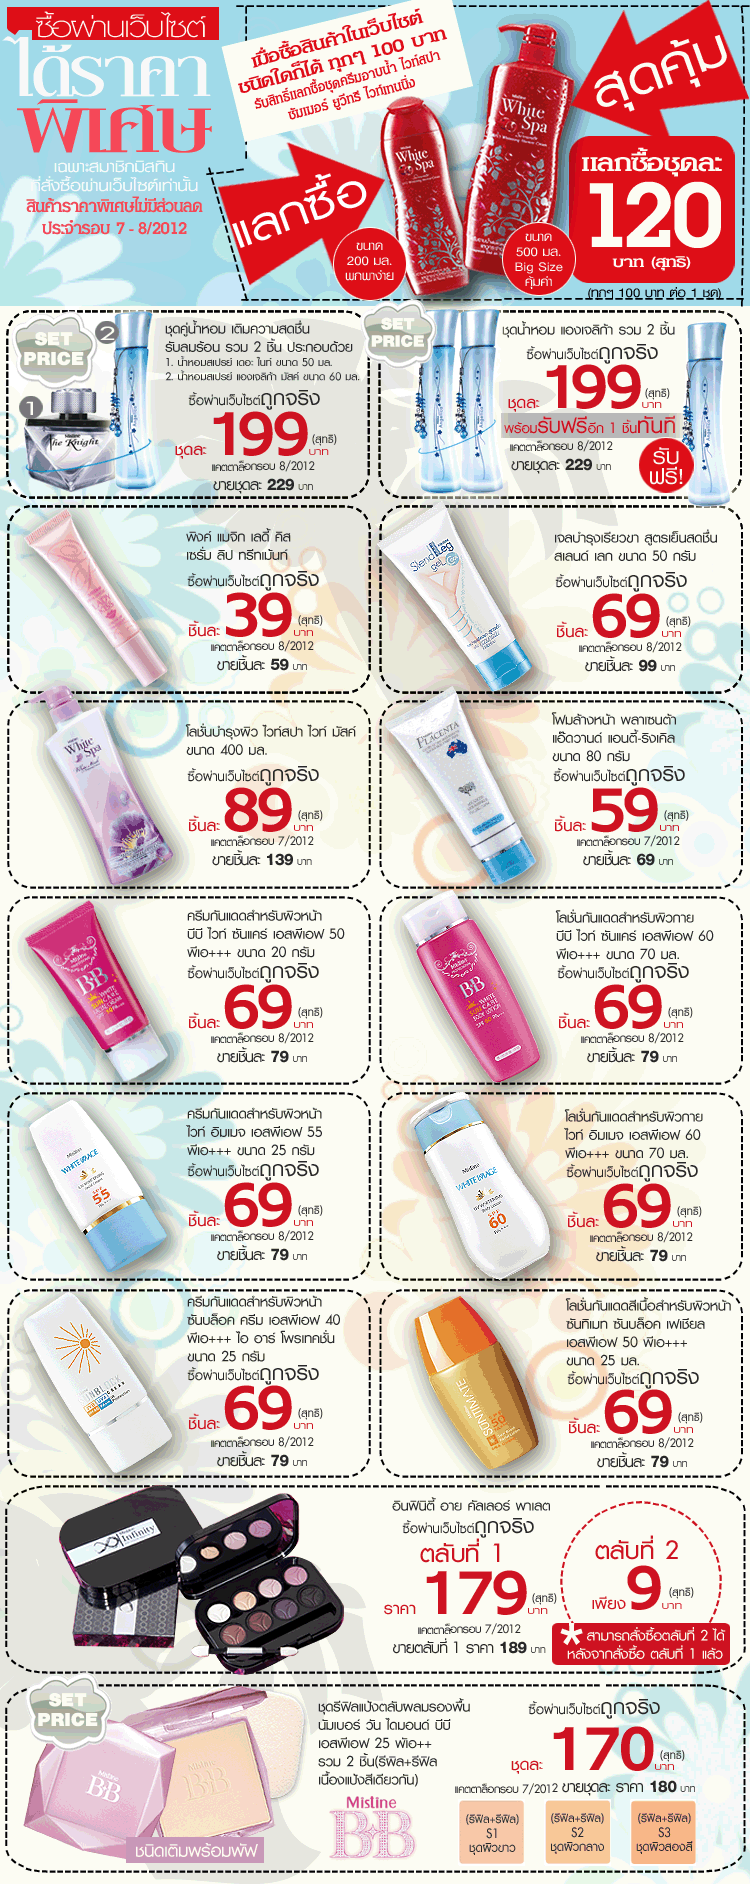 ซื้อผ่านเว็บไซต์
ได้ราคา
พิเศษ
เฉพาะสมาชิกมิสทิน
ที่สั่งซื้อผ่านเว็บไซต์เท่านั้น
สินค้าราคาพิเศษไม่มีส่วนลด
ประจำรอบ 7 - 8/2012
เมื่อซื้อสินค้าในเว็บไซต์
ชนิดใดก็ได้ ทุกๆ 100 บาท
รับสิทธิ์แลกซื้อชุดครีมอาบน้ำ ไวท์สปา
ซัมเมอร์ ยูวีทรี ไวท์เทนนิ่ง
สุดคุ้ม
แลกซื้อ
White
Spa
White
Spa
ขนาด
200 มล.
พกพาง่าย
ขนาด
500 มล.
Big Size
คุ้มค่า
แลกซื้อชุดละ
120
บาท (สุทธิ)
(ทุกๆ 100 บาท ต่อ 1 ชุด)
SET
PRICE
2
1
The Knight
ชุดคู่น้ำหอม เติมความสดชื่น
รับลมร้อน รวม 2 ชิ้น ประกอบด้วย
1. น้ำหอมสเปรย์ เดอะ ไนท์ ขนาด 50 มล.
2. น้ำหอมสเปรย์ แองเจลิก้า มัสค์ ขนาด 60 มล.
ซื้อผ่านเว็บไซต์ถูกจริง
ชุดละ 199 (สุทธิ) บาท
แคตตาล็อกรอบ 8/2012
ขายชุดละ 229 บาท
SET
PRICE
ชุดน้ำหอม แองเจลิก้า รวม 2 ชิ้น
ซื้อผ่านเว็บไซต์ถูกจริง
ชุดละ 199 (สุทธิ) บาท
พร้อมรับฟรีอีก 1 ชิ้นทันที
แคตตาล็อกรอบ 8/2012
ขายชุดละ 229 บาท
รับ
ฟรี!
พิงค์ แมจิก เลดี้ คิส
เซรั่ม ลิป ทรีทเม้นท์
ซื้อผ่านเว็บไซต์ถูกจริง
ชิ้นละ 39 (สุทธิ) บาท
แคตตาล็อกรอบ 8/2012
ขายชิ้นละ 59 บาท
Slend Leg
gel
เจลบำรุงเรียวขา สูตรเย็นสดชื่น
สเลนด์ เลก ขนาด 50 กรัม
ซื้อผ่านเว็บไซต์ถูกจริง
ชิ้นละ 69 (สุทธิ) บาท
แคตตาล็อกรอบ 8/2012
ขายชิ้นละ 99 บาท
White
Spa
โลชั่นบำรุงผิว ไวท์สปา ไวท์ มัสค์
ขนาด 400 มล.
ซื้อผ่านเว็บไซต์ถูกจริง
ชิ้นละ 89 (สุทธิ) บาท
แคตตาล็อกรอบ 7/2012
ขายชิ้นละ 139 บาท
PLACENTA
โฟมล้างหน้า พลาเซนต้า
แอ๊ดวานด์ แอนตี้-ริงเคิล
ขนาด 80 กรัม
ซื้อผ่านเว็บไซต์ถูกจริง
ชิ้นละ 59 (สุทธิ) บาท
แคตตาล็อกรอบ 7/2012
ขายชิ้นละ 69 บาท
BB
ครีมกันแดดสำหรับผิวหน้า
บีบี ไวท์ ซันแคร์ เอสพีเอฟ 50
พีเอ+++ ขนาด 20 กรัม
ซื้อผ่านเว็บไซต์ถูกจริง
ชิ้นละ 69 (สุทธิ) บาท
แคตตาล็อกรอบ 8/2012
ขายชิ้นละ 79 บาท
BB
WHITE
SUN CARE
BODY LOTION
โลชั่นกันแดดสำหรับผิวกาย
บีบี ไวท์ ซันแคร์ เอสพีเอฟ 60
พีเอ+++ ขนาด 70 มล.
ซื้อผ่านเว็บไซต์ถูกจริง
ชิ้นละ 69 (สุทธิ) บาท
แคตตาล็อกรอบ 8/2012
ขายชิ้นละ 79 บาท
Mistine
WHITE IMAGE
55
ครีมกันแดดสำหรับผิวหน้า
ไวท์ อิมเมจ เอสพีเอฟ 55
พีเอ+++ ขนาด 25 กรัม
ซื้อผ่านเว็บไซต์ถูกจริง
ชิ้นละ 69 (สุทธิ) บาท
แคตตาล็อกรอบ 8/2012
ขายชิ้นละ 79 บาท
Mistine
WHITE IMAGE
60
โลชั่นกันแดดสำหรับผิวกาย
ไวท์ อิมเมจ เอสพีเอฟ 60
พีเอ+++ ขนาด 70 มล.
ซื้อผ่านเว็บไซต์ถูกจริง
ชิ้นละ 69 (สุทธิ) บาท
แคตตาล็อกรอบ 8/2012
ขายชิ้นละ 79 บาท
ครีมกันแดดสำหรับผิวหน้า
ซันบล็อค ครีม เอสพีเอฟ 40
พีเอ+++ ไอ อาร์ โพรเทคชั่น
ขนาด 25 กรัม
ซื้อผ่านเว็บไซต์ถูกจริง
ชิ้นละ 69 (สุทธิ) บาท
แคตตาล็อกรอบ 8/2012
ขายชิ้นละ 79 บาท
SUNTIMATE
50
โลชั่นกันแดดสีเนื้อสำหรับผิวหน้า
ซันทิเมท ซันบล็อค เฟเชียล
เอสพีเอฟ 50 พีเอ+++
ขนาด 25 มล.
ซื้อผ่านเว็บไซต์ถูกจริง
ชิ้นละ 69 (สุทธิ) บาท
แคตตาล็อกรอบ 8/2012
ขายชิ้นละ 79 บาท
Infinity
อินฟินิตี้ อาย คัลเลอร์ พาเลต
ซื้อผ่านเว็บไซต์ถูกจริง
ตลับที่ 1
ราคา 179 (สุทธิ) บาท
แคตตาล็อกรอบ 7/2012
ขายตลับที่ 1 ราคา 189 บาท
ตลับที่ 2
เพียง 9 (สุทธิ) บาท
* สามารถสั่งซื้อตลับที่ 2 ได้
หลังจากสั่งซื้อ ตลับที่ 1 แล้ว
SET
PRICE
Mistine
BB
Mistine
BB
ชนิดเติมพร้อมพัฟ
ชุดรีฟิลแป้งตลับผสมรองพื้น
นัมเบอร์ วัน ไดมอนด์ บีบี
เอสพีเอฟ 25 พีเอ++
รวม 2 ชิ้น(รีฟิล+รีฟิล
เนื้องแป้งสีเดียวกัน)
Mistine
BB
ซื้อผ่านเว็บไซต์ถูกจริง
ชุดละ 170 (สุทธิ) บาท
แคตตาล็อกรอบ 7/2012 ขายชุดละ ราคา 180 บาท
(รีฟิล+รีฟิล)
S1
ชุดผิวขาว
(รีฟิล+รีฟิล)
S2
ชุดผิวกลาง
(รีฟิล+รีฟิล)
S3
ชุดผิวสองสี